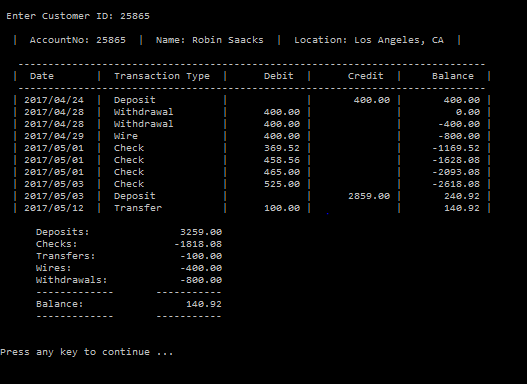 Enter Customer ID: 25865
| AccountNo: 25865 | Name: Robin Saacks | Location: Los Angeles, CA |
------------------------------------------------------------------------------
| Date | Transaction Type | Debit | Credit | Balance |
------------------------------------------------------------------------------
| 2017/04/24 | Deposit | | 400.00 | 400.00 |
| 2017/04/28 | Withdrawal | 400.00 | | 0.00 |
| 2017/04/28 | Withdrawal | 400.00 | | -400.00 |
| 2017/04/29 | Wire | 400.00 | | -800.00 |
| 2017/05/01 | Check | 369.52 | | -1169.52 |
| 2017/05/01 | Check | 458.56 | | -1628.08 |
| 2017/05/01 | Check | 465.00 | | -2093.08 |
| 2017/05/03 | Check | 525.00 | | -2618.08 |
| 2017/05/03 | Deposit | | 2859.00 | 240.92 |
| 2017/05/12 | Transfer | 100.00 | | 140.92 |
Deposits: 3259.00
Checks: -1818.08
Transfers: -100.00
Wires: -400.00
Withdrawals: -800.00
------------- -----------
Balance: 140.92
------------- -----------
Press any key to continue ...